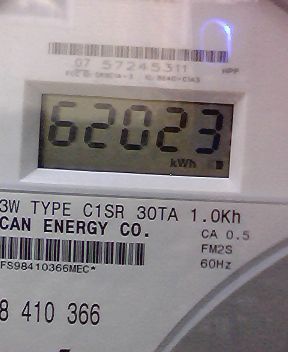 07 57245311
62023
kWh
3W TYPE C1SR 30TA 1.0Kh
CAN ENERGY CO.
CA 0.5
FM2S
60Hz
FS98410366MEC*
8 410 366